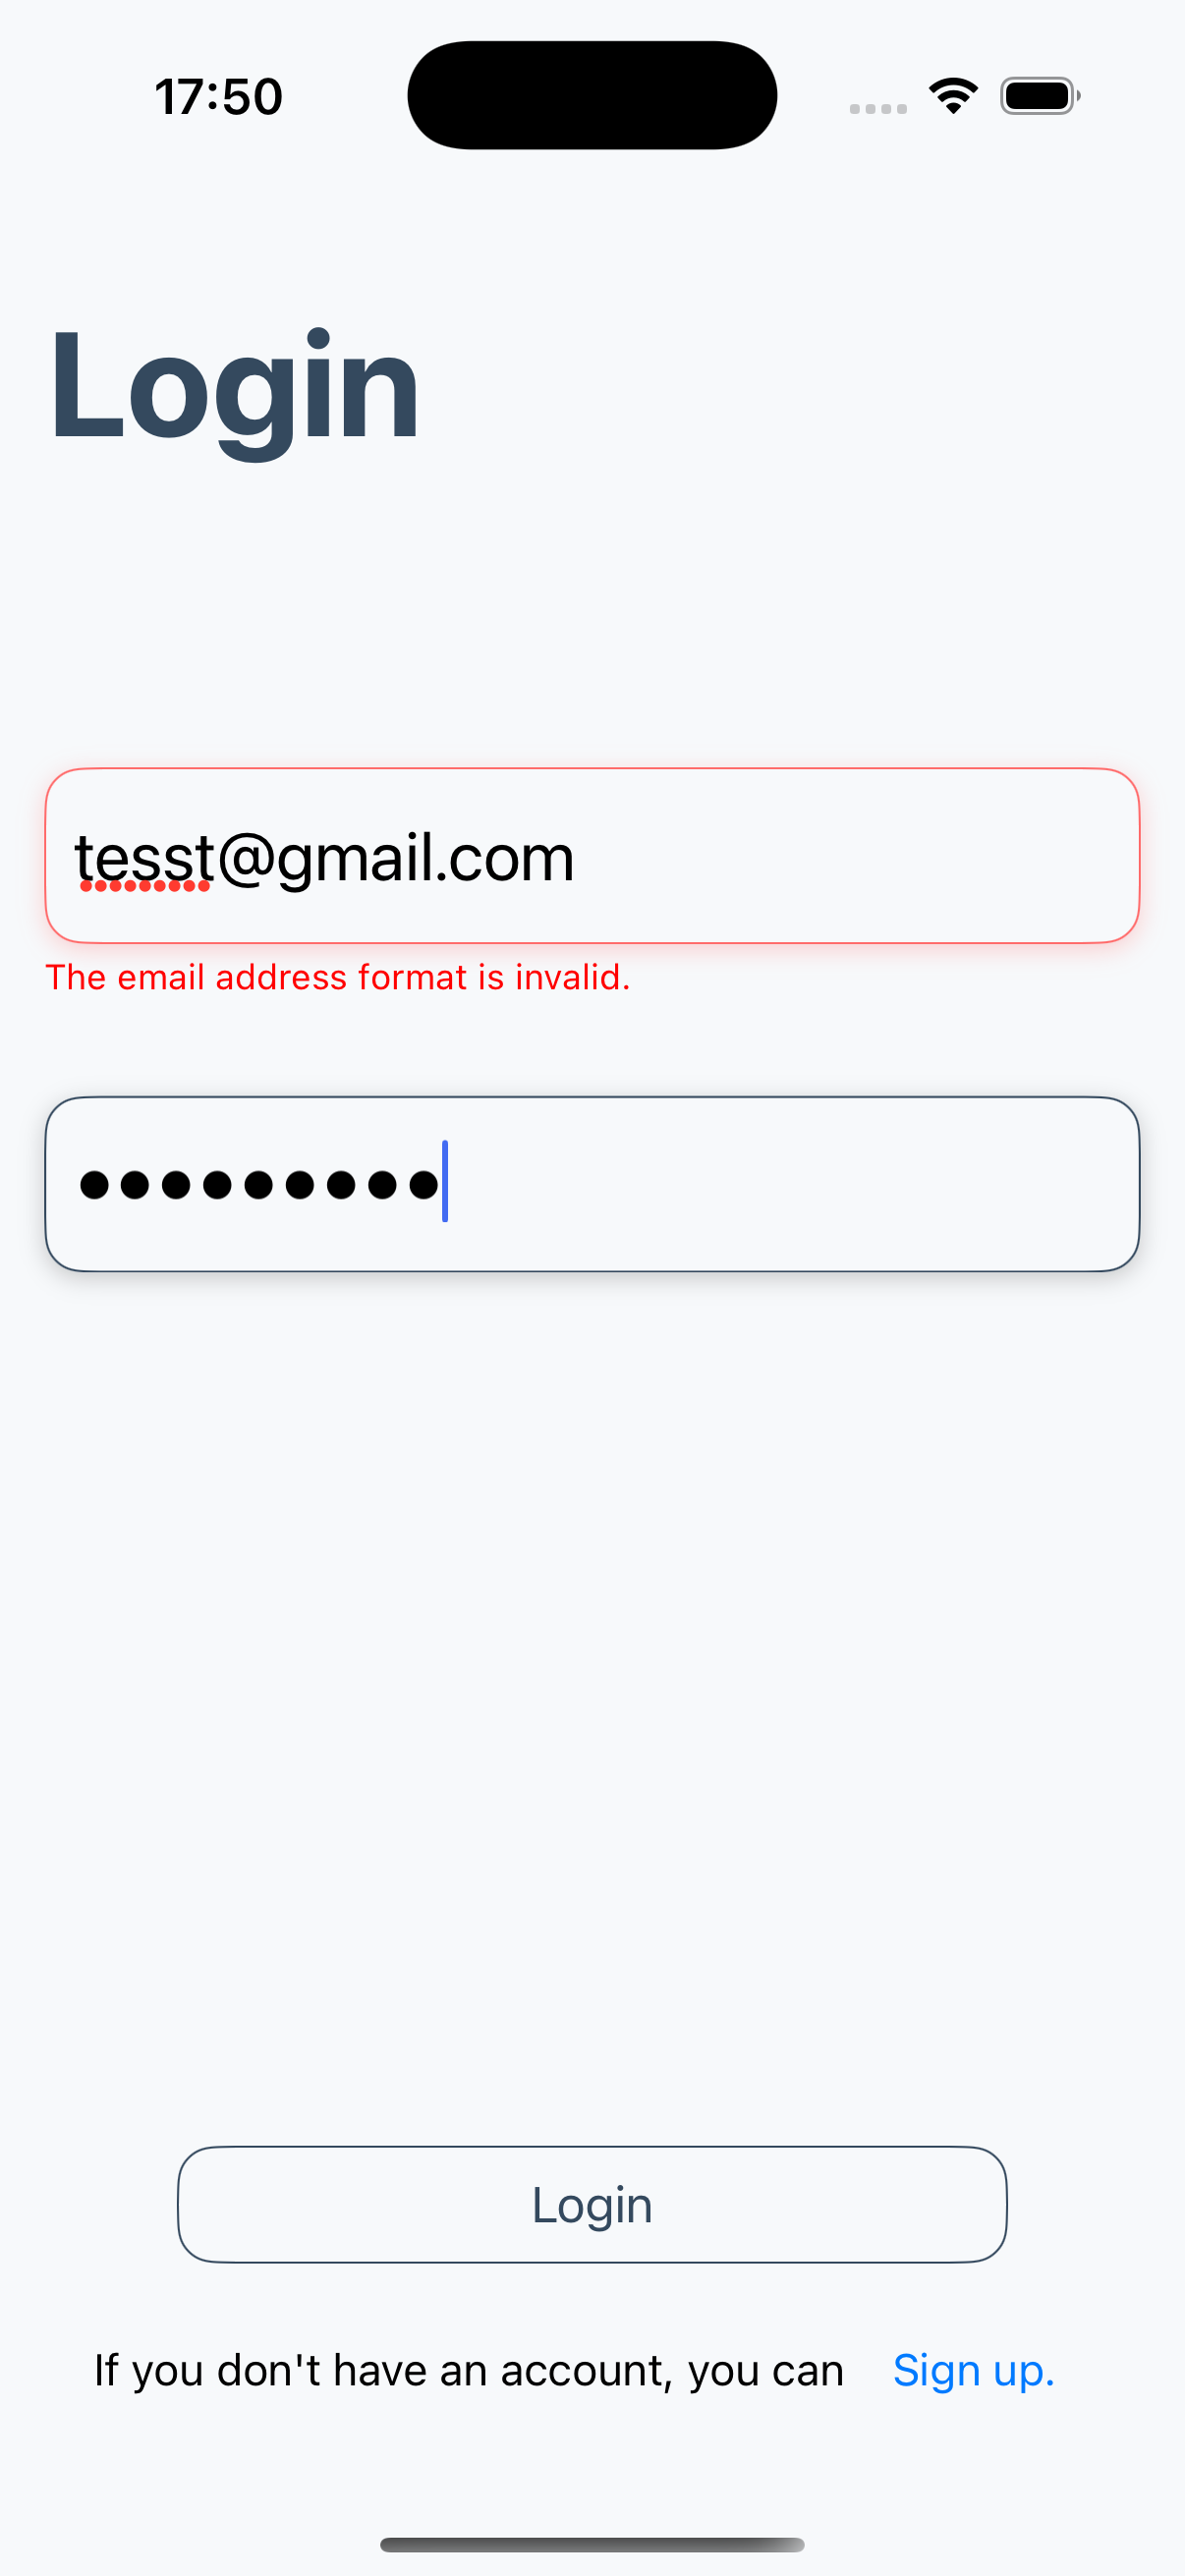 17:50
Login
tesst@gmail.com
The email address format is invalid.
●●●●●●●●●
Login
If you don't have an account, you can Sign up.